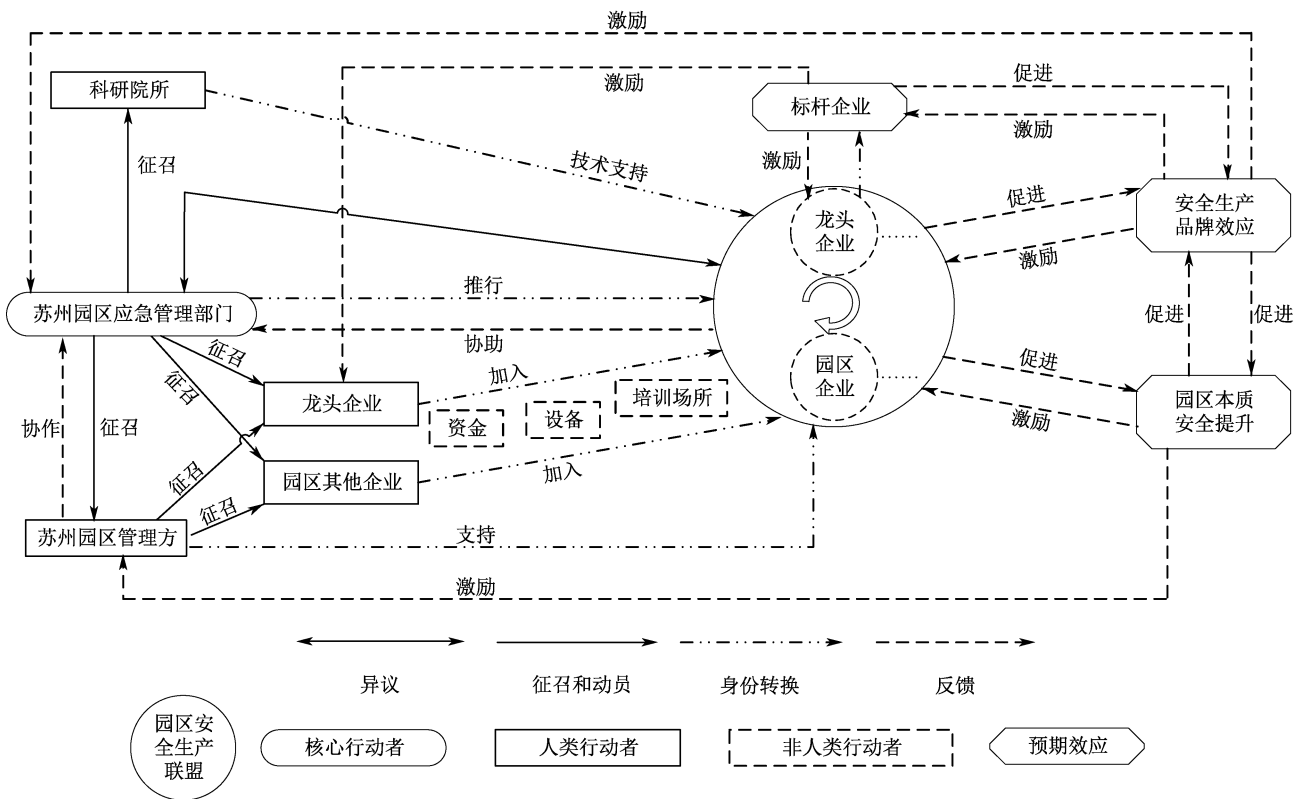 激励
科研院所
激励
标杆企业
促进
激励
征召
技术支持
激励
龙头
企业
促进
激励
安全生产
品牌效应
推行
苏州园区应急管理部门
协助
征召
征召
加入
园区
企业
促进
促进
促进
龙头企业
资金
设备
培训场所
激励
园区本质
安全提升
协作
征召
征召
园区其他企业
加入
征召
苏州园区管理方
支持
激励
异议
征召和动员
身份转换
反馈
园区安
全生产
联盟
核心行动者
人类行动者
非人类行动者
预期效应